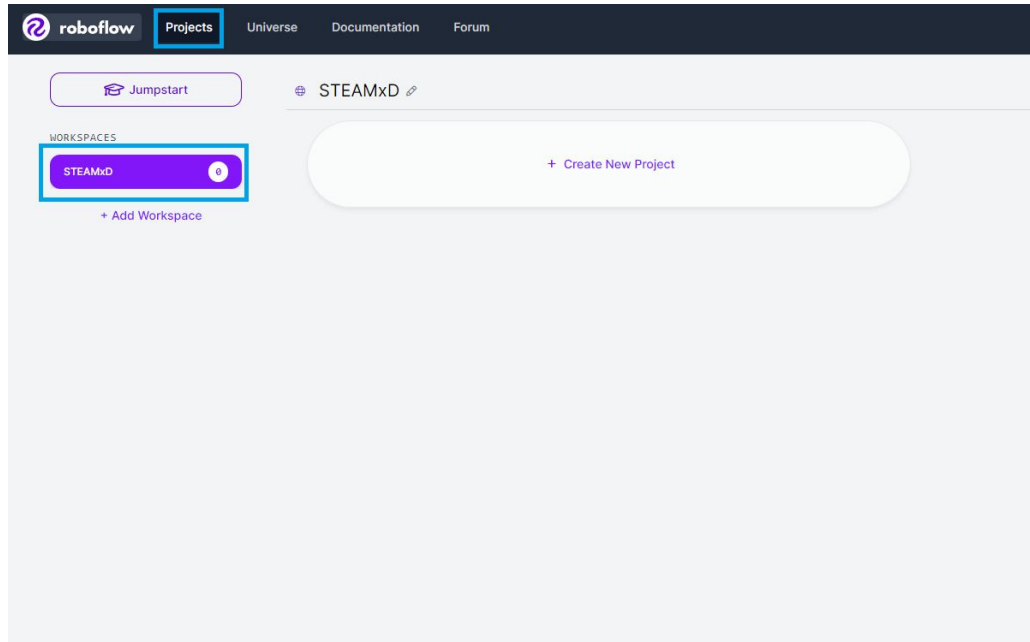 roboflow Projects Universe Documentation Forum
Jumpstart
STEAMxD
WORKSPACES
STEAMxD 0
+ Create New Project
+ Add Workspace